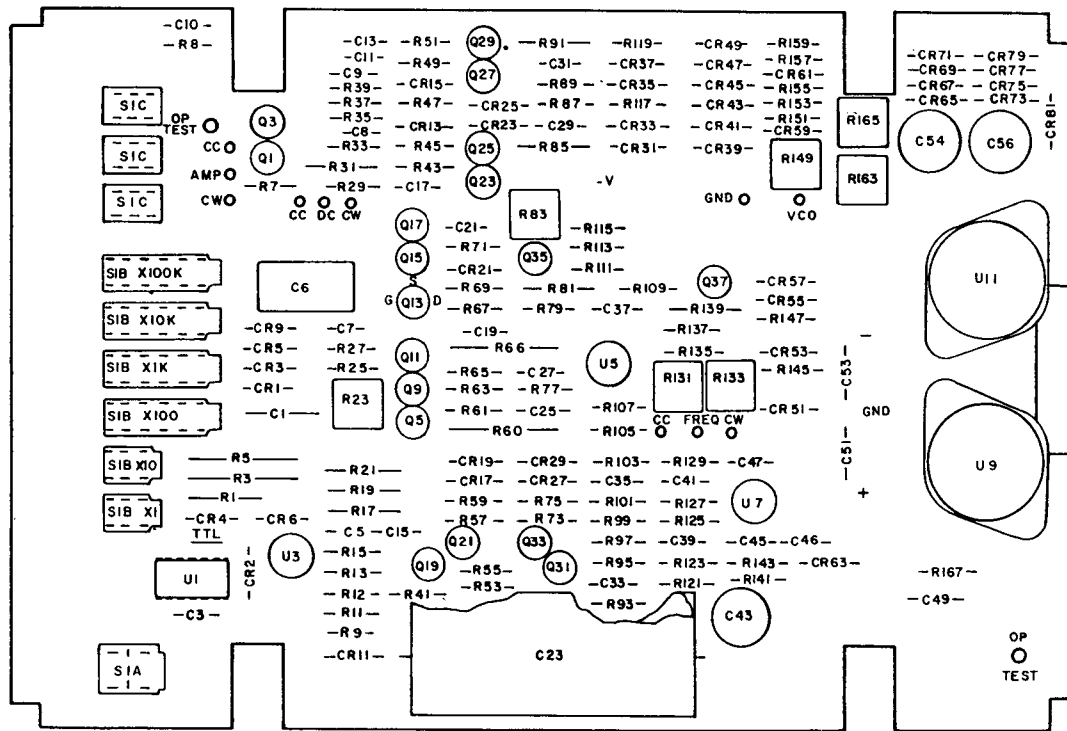 -C10-
-R8-
-C13- -R51- Q29 -R91- -R119- -CR49- -R159-
-C11- -R49- -C31- -CR37- -CR47- -R157-
-C9- -CR15- Q27 -R89- -CR35- -CR45- -CR61-
-R39- -R155-
-R37- -R47- -CR25- -R87- -R117- -CR43- -R153-
-R35- -R151-
-C8- -CR13- -CR23- -C29- -CR33- -CR41- -CR59-
-R33- -R45- Q25 -R85- -CR31- -CR39-
-R31- -R43-
-R7- -R29- -C17- Q23 -V
-CR71- -CR79-
-CR69- -CR77-
-CR67- -CR75-
-CR65- -CR73-
-CR81-
R165 C54 C56
R149 R163
S1C OP TEST Q3
S1C CC Q1
AMP
S1C CW
CC DC CW
GND VCO
Q17 -C21- R83 -R115-
Q15 -R71- Q35 -R113-
S -CR21- -R111-
G Q13 D -R69- -R81- -R109- Q37 -CR57-
-R67- -R79- -C37- -R139- -CR55-
-R147-
S1B X100K C6 U11
S1B X10K -CR9- -C7- -C19- -R137-
-CR5- -R27- Q11 -R66- U5 -R135- -CR53- -
S1B X1K -CR3- -R25- -R65- -C27- R131 R133 -R145- -C53-
-CR1- R23 Q9 -R63- -R77-
S1B X100 -C1- Q5 -R61- -C25- -R107- -CR51- GND
-R60- -R105- CC FREQ CW
S1B X10 -R5- -R21- -CR19- -CR29- -R103- -R129- -C47- -C51- U9
-R3- -R19- -CR17- -CR27- -C35- -C41-
S1B X1 -R1- -R17- -R59- -R75- -R101- -R127- U7 +
-CR4- -CR6- -R57- -R73- -R99- -R125-
TTL -C5- -C15- Q21 Q33 -R97- -C39- -C45- -C46-
-CR2- U3 -R15- Q19 Q31 -R95- -R123- -R143- -CR63-
U1 -R13- -R55- -C33- -R121- -R141- -R167-
-R12- -R41- -R53- -R93- C43 -C49-
-C3- -R11-
-R9-
S1A -CR11- C23 OP
TEST